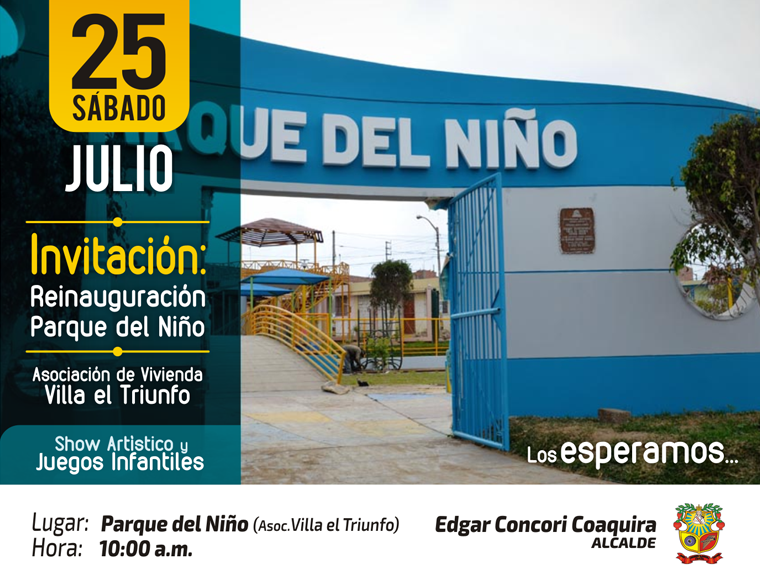 25
SÁBADO
JULIO
PARQUE DEL NIÑO
Invitación:
Reinauguración
Parque del Niño
Asociación de Vivienda
Villa el Triunfo
Show Artistico y
Juegos Infantiles
Los esperamos...
Lugar: Parque del Niño (Asoc.Villa el Triunfo)
Hora: 10:00 a.m.
Edgar Concori Coaquira
ALCALDE